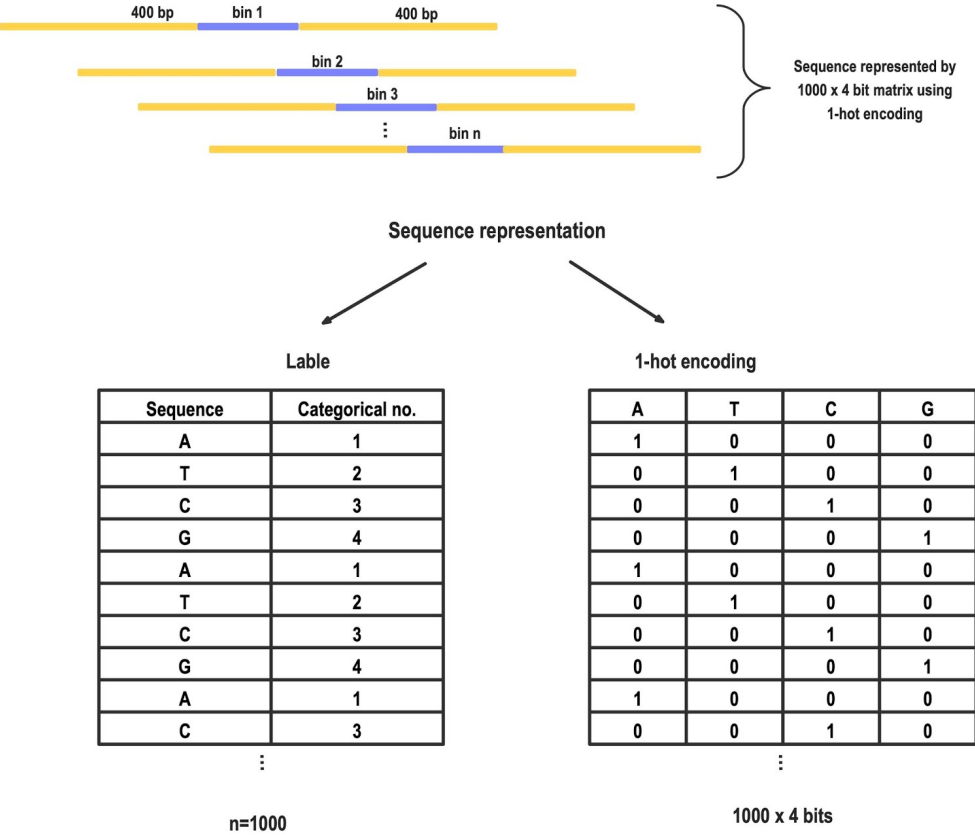 400 bp bin 1 400 bp
bin 2
bin 3
⋮
bin n
Sequence represented by
1000 x 4 bit matrix using
1-hot encoding
Sequence representation
Lable
Sequence Categorical no.
A 1
T 2
C 3
G 4
A 1
T 2
C 3
G 4
A 1
C 3
⋮
n=1000
1-hot encoding
A T C G
1 0 0 0
0 1 0 0
0 0 1 0
0 0 0 1
1 0 0 0
0 1 0 0
0 0 1 0
0 0 0 1
1 0 0 0
0 0 1 0
⋮
1000 x 4 bits